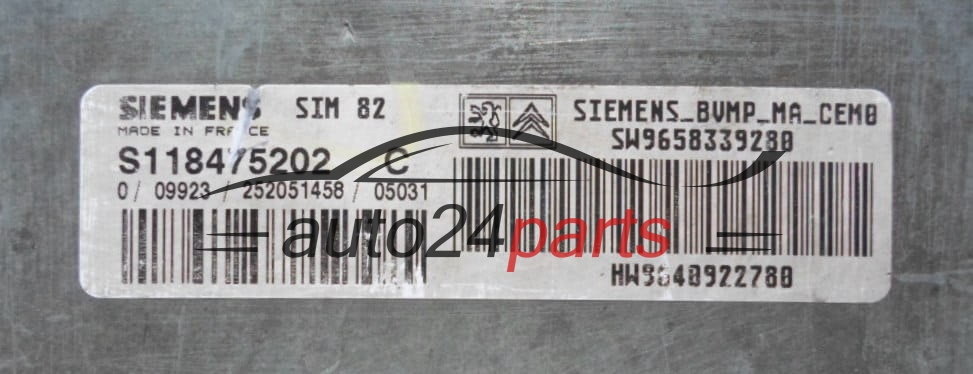 SIEMENS SIM 82
MADE IN FRANCE
S118475202 C
0 / 09923 / 252051458 / 05031
SIEMENS_BVMP_MA_CEM0
SW9658339280
HW9640922780
auto24parts